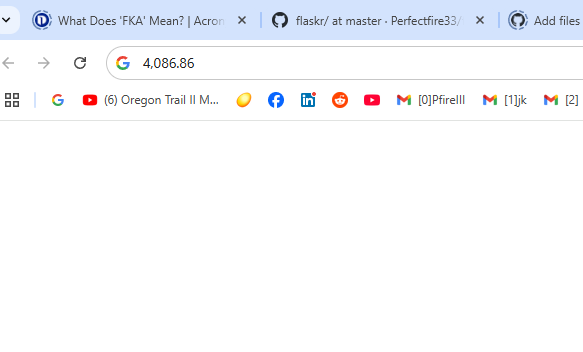 What Does 'FKA' Mean? | Acron
flaskr/ at master · Perfectfire33/
Add files
4,086.86
(6) Oregon Trail II M...
[0]PfireIII
[1]jk
[2]